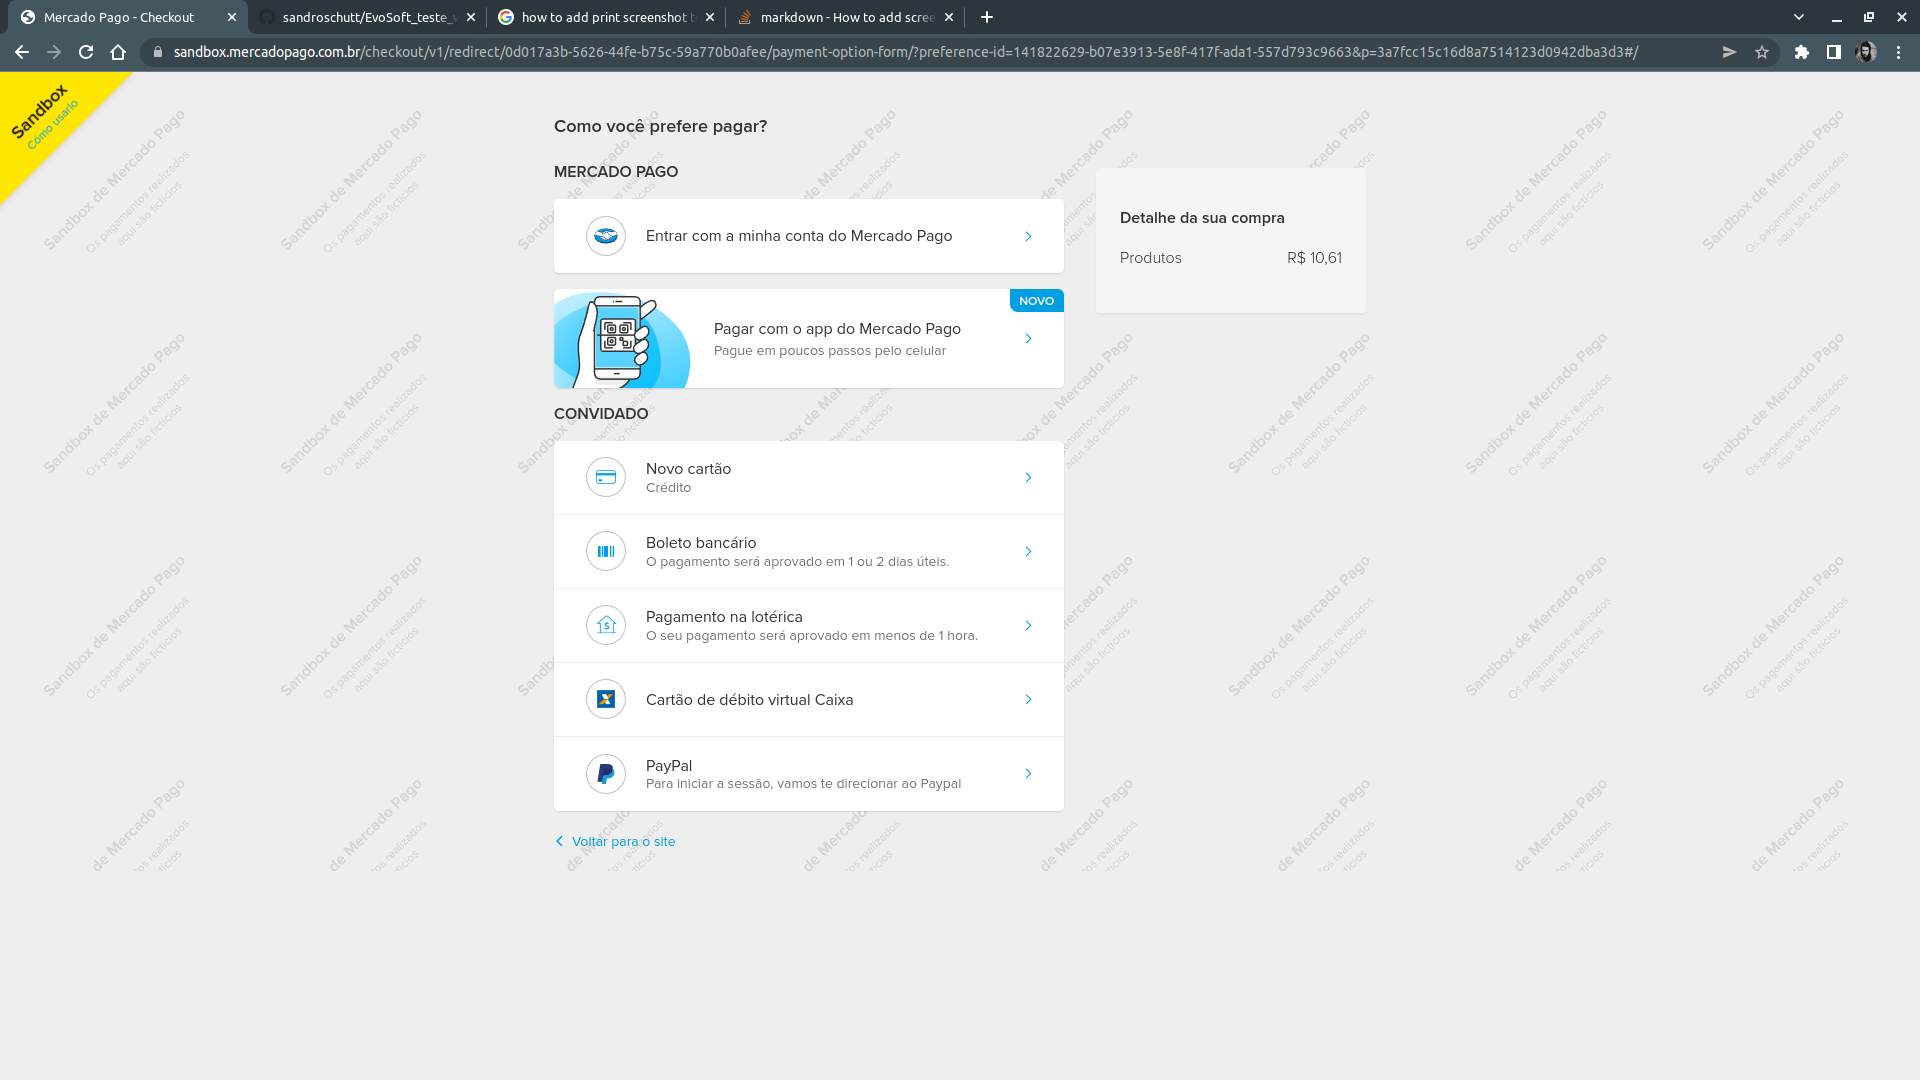 Mercado Pago - Checkout
sandroschutt/EvoSoft_teste_
how to add print screenshot t
markdown - How to add scree
sandbox.mercadopago.com.br/checkout/v1/redirect/0d017a3b-5626-44fe-b75c-59a770b0afee/payment-option-form/?preference-id=141822629-b07e3913-5e8f-417f-ada1-557d793c9663&p=3a7fcc15c16d8a7514123d0942dba3d3#/
Sandbox
Cómo usarlo
Como você prefere pagar?
MERCADO PAGO
Entrar com a minha conta do Mercado Pago
NOVO
Pagar com o app do Mercado Pago
Pague em poucos passos pelo celular
CONVIDADO
Novo cartão
Crédito
Boleto bancário
O pagamento será aprovado em 1 ou 2 dias úteis.
Pagamento na lotérica
O seu pagamento será aprovado em menos de 1 hora.
Cartão de débito virtual Caixa
PayPal
Para iniciar a sessão, vamos te direcionar ao Paypal
Voltar para o site
Detalhe da sua compra
Produtos R$ 10,61
Sandbox de Mercado Pago
Os pagamentos realizados
aqui são fictícios